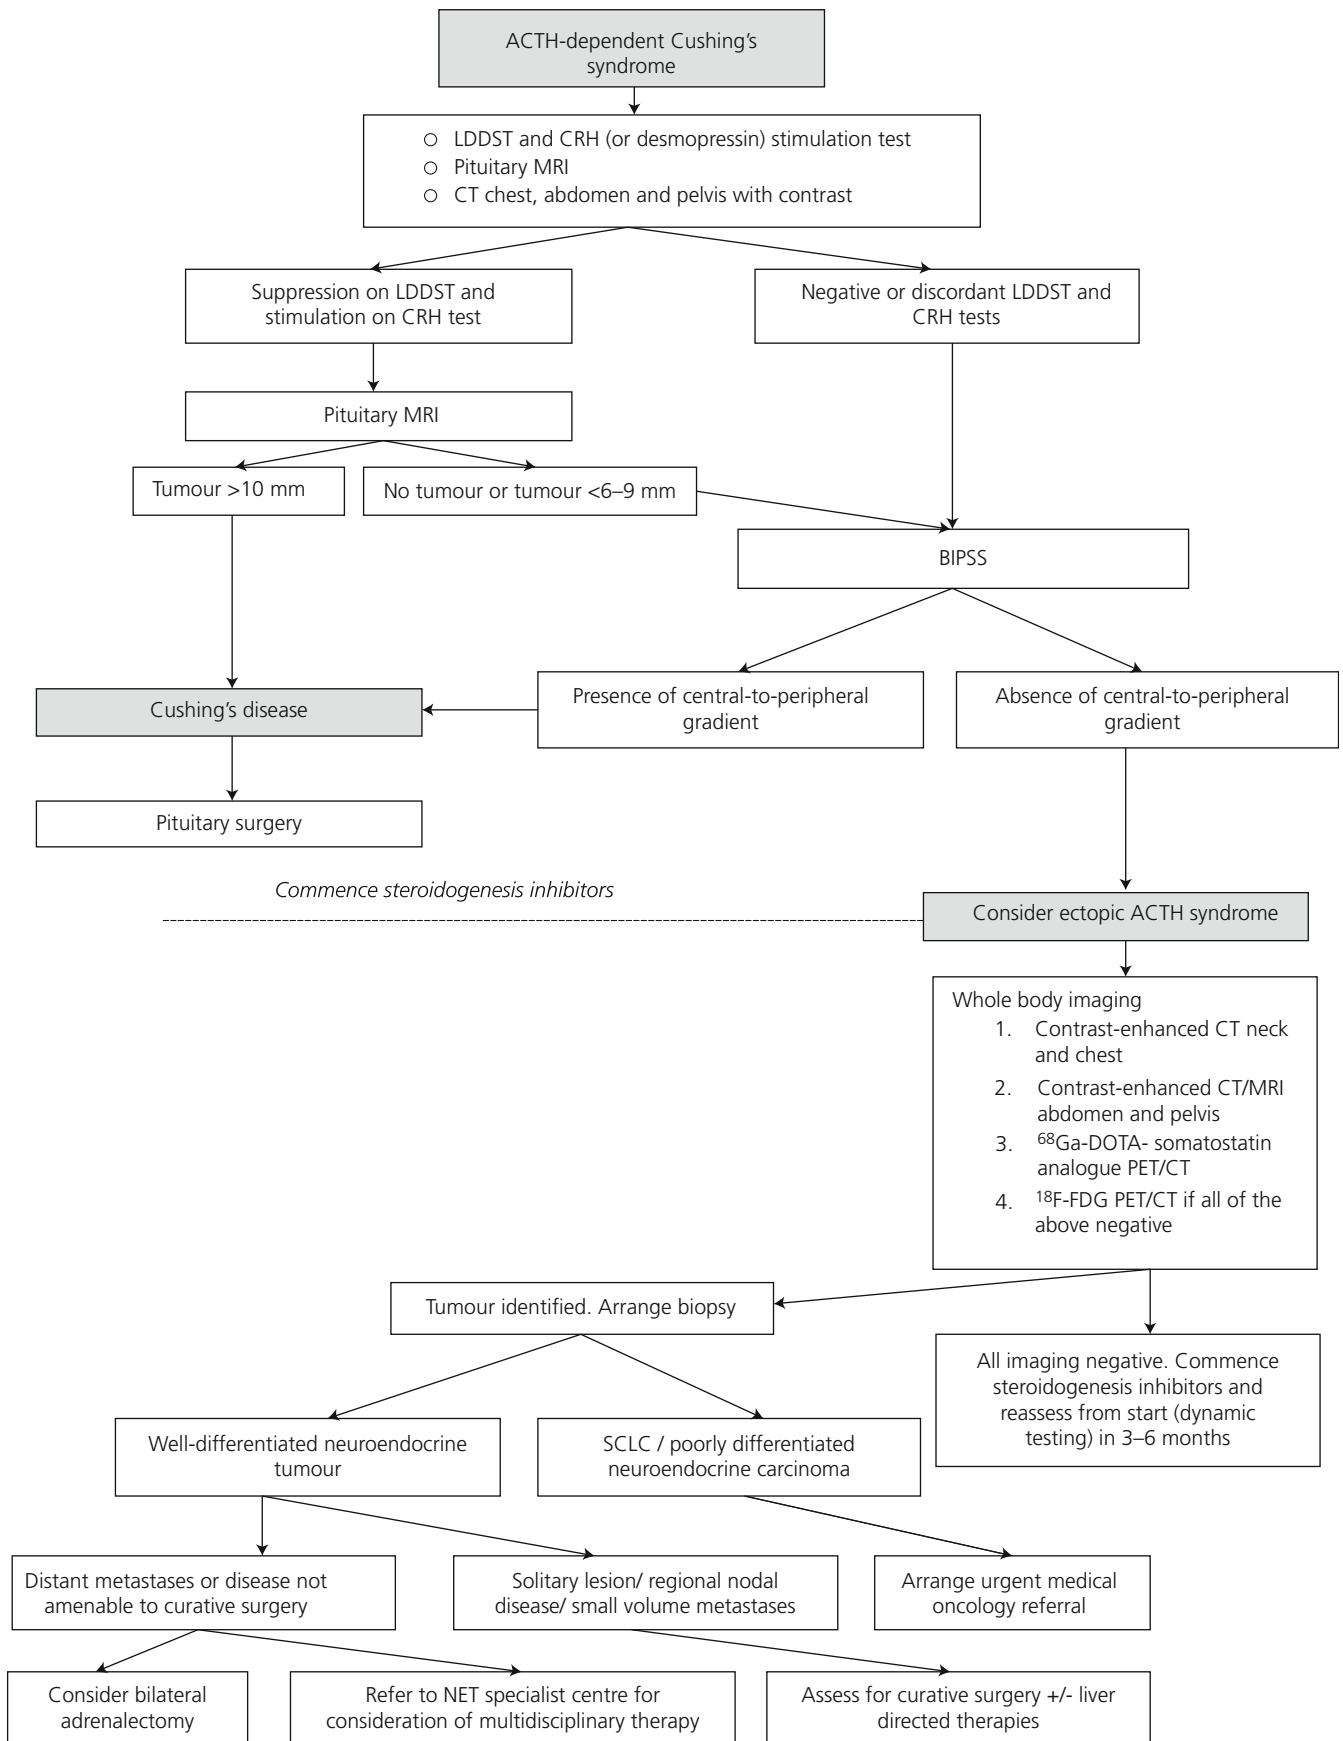 ACTH-dependent Cushing's
syndrome
○ LDDST and CRH (or desmopressin) stimulation test
○ Pituitary MRI
○ CT chest, abdomen and pelvis with contrast
Suppression on LDDST and
stimulation on CRH test
Negative or discordant LDDST and
CRH tests
Pituitary MRI
Tumour >10 mm
No tumour or tumour <6–9 mm
BIPSS
Presence of central-to-peripheral
gradient
Absence of central-to-peripheral
gradient
Cushing's disease
Pituitary surgery
Commence steroidogenesis inhibitors
Consider ectopic ACTH syndrome
Whole body imaging
1. Contrast-enhanced CT neck
and chest
2. Contrast-enhanced CT/MRI
abdomen and pelvis
3. ⁶⁸Ga-DOTA- somatostatin
analogue PET/CT
4. ¹⁸F-FDG PET/CT if all of the
above negative
Tumour identified. Arrange biopsy
All imaging negative. Commence
steroidogenesis inhibitors and
reassess from start (dynamic
testing) in 3–6 months
Well-differentiated neuroendocrine
tumour
SCLC / poorly differentiated
neuroendocrine carcinoma
Distant metastases or disease not
amenable to curative surgery
Solitary lesion/ regional nodal
disease/ small volume metastases
Arrange urgent medical
oncology referral
Consider bilateral
adrenalectomy
Refer to NET specialist centre for
consideration of multidisciplinary therapy
Assess for curative surgery +/- liver
directed therapies